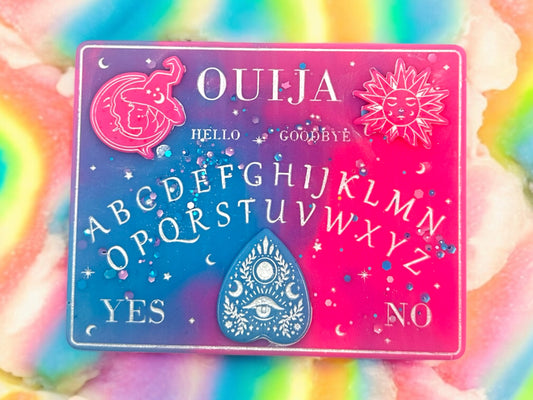 OUIJA
HELLO GOODBYE
ABCDEFGHIJKLMN
OPQRSTUVWXYZ
YES NO